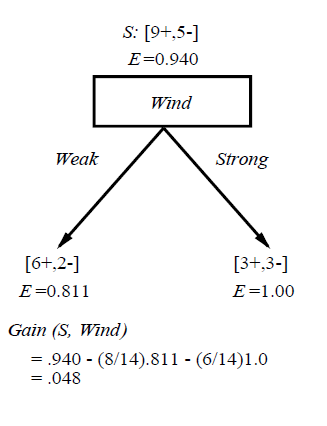 S: [9+,5-]
E=0.940
Wind
Weak Strong
[6+,2-] [3+,3-]
E=0.811 E=1.00
Gain (S, Wind)
= .940 - (8/14).811 - (6/14)1.0
= .048